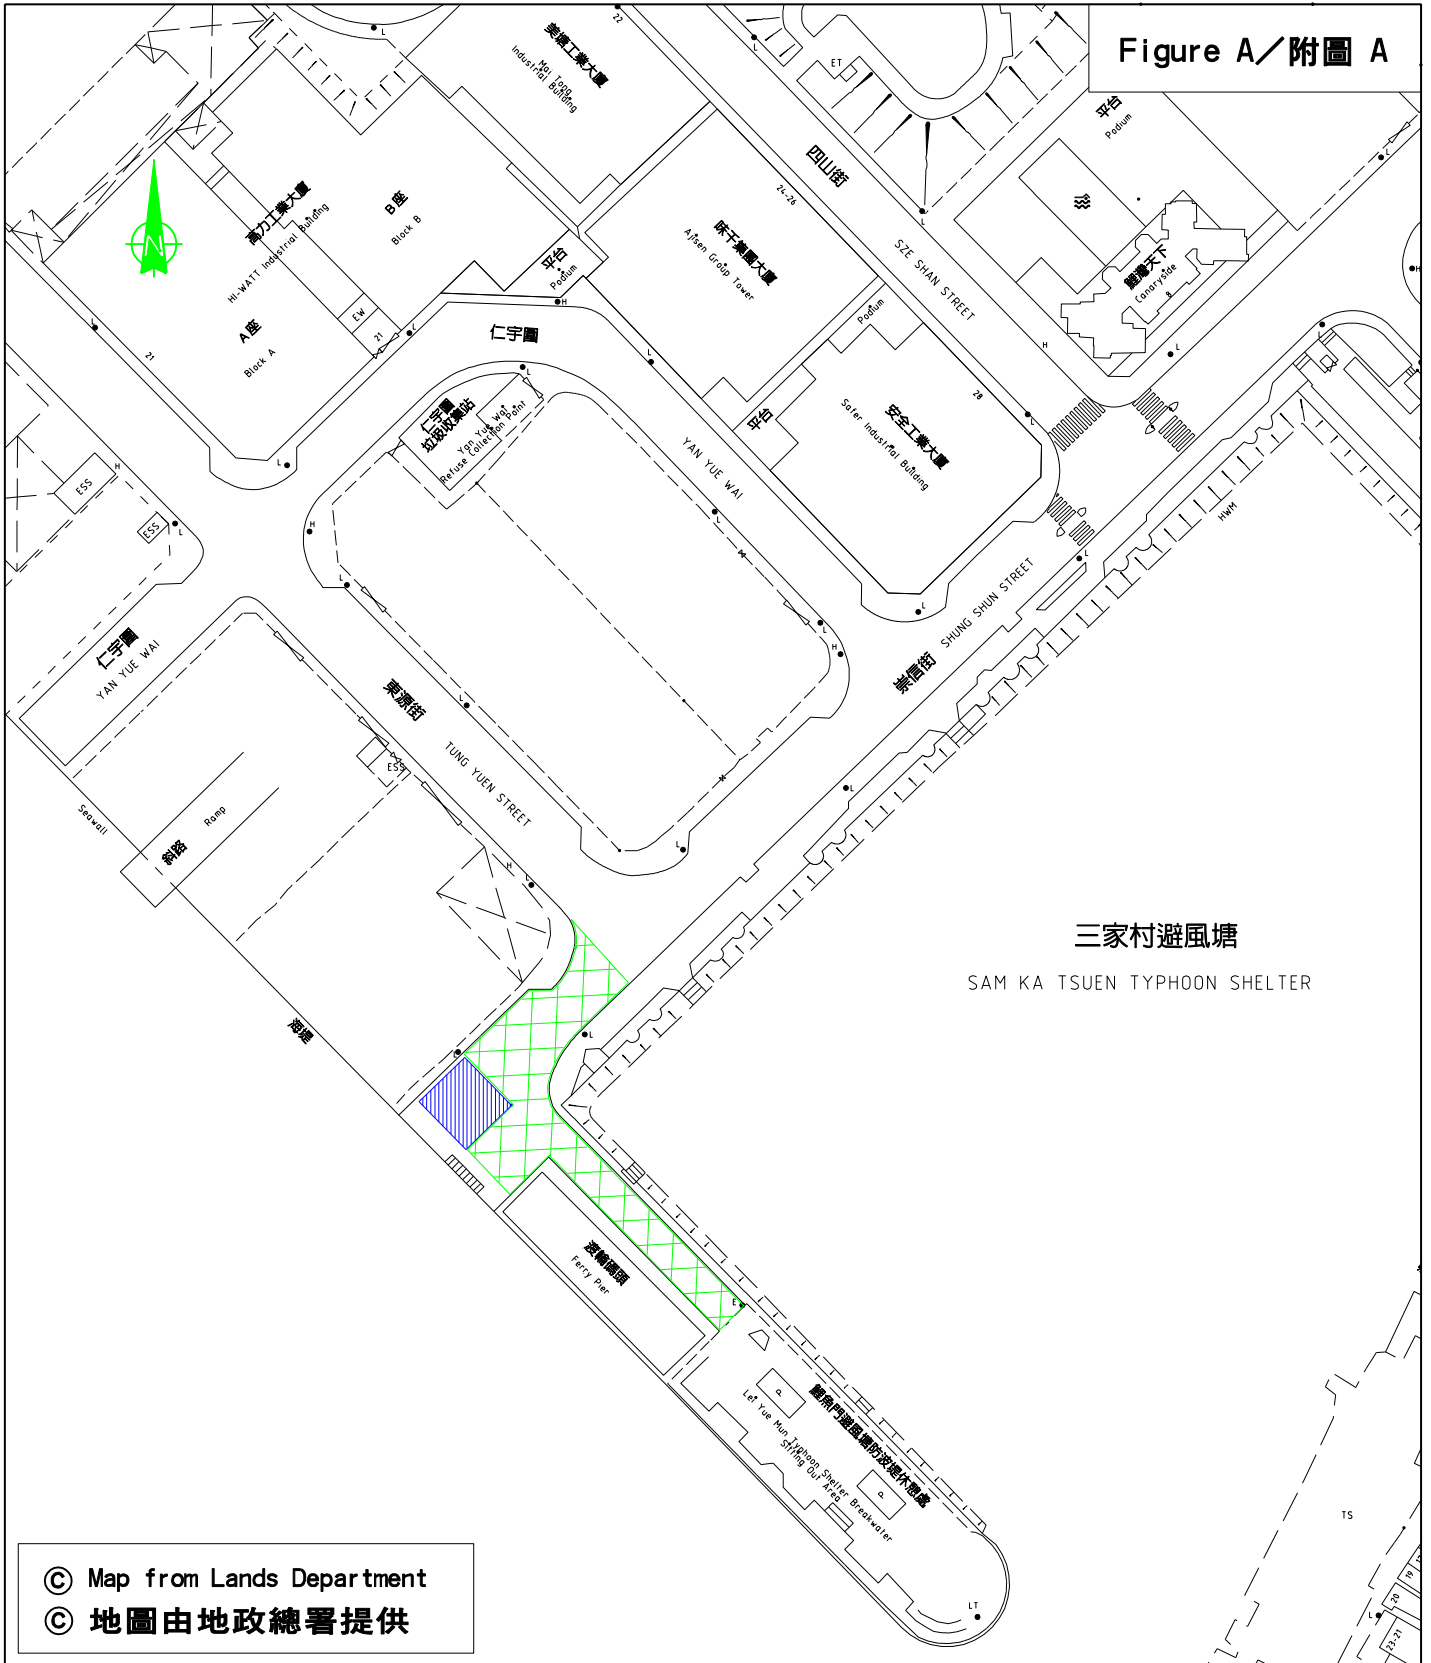 Figure A／附圖 A
22
美塘工業大廈
Mai Tong
Industrial Building
ET
L
平台
Podium
四山街
SZE SHAN STREET
24-26
味千集團大廈
Ajisen Group Tower
高力工業大廈
HI-WATT Industrial Building
B座
Block B
A座
Block A
21
EW
21
N
平台
Podium
H
仁宇圍
鯉灣天下
Canaryside
8
Podium
平台
28
安全工業大廈
Safer Industrial Building
仁宇圍
垃圾收集站
Yan Yue Wai
Refuse Collection Point
YAN YUE WAI
ESS
ESS
HWM
崇信街
SHUNG SHUN STREET
仁宇圍
YAN YUE WAI
東源街
TUNG YUEN STREET
ESS
Seawall
斜路
Ramp
海堤
三家村避風塘
SAM KA TSUEN TYPHOON SHELTER
渡輪碼頭
Ferry Pier
E
P
鯉魚門避風塘防波堤休憩處
Lei Yue Mun Typhoon Shelter Breakwater
Sitting Out Area
P
LT
TS
19
20
23-21
© Map from Lands Department
© 地圖由地政總署提供